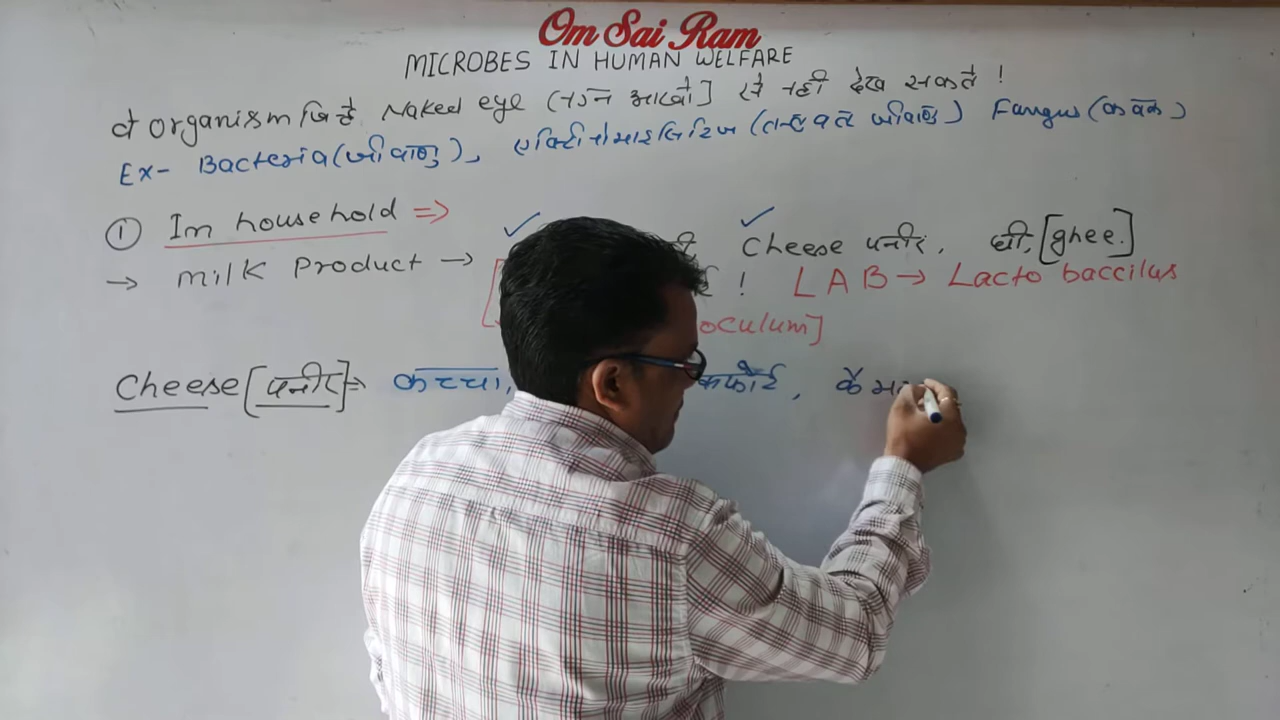 Om Sai Ram
MICROBES IN HUMAN WELFARE
वे organism जिन्हे Naked eye (नग्न आखो] से नही देख सकते !
Ex- Bacteria(जीवाणु), एक्टिनोमाइसिटिज (तन्तुवत जीवाणु) Fungus(कवक)
① In household ⇒
Cheese पनीर, घी,[ghee.]
→ Milk Product → ! LAB→ Lacto baccilus
oculum]
Cheese[पनीर]⇒ कच्चा, , कैमा